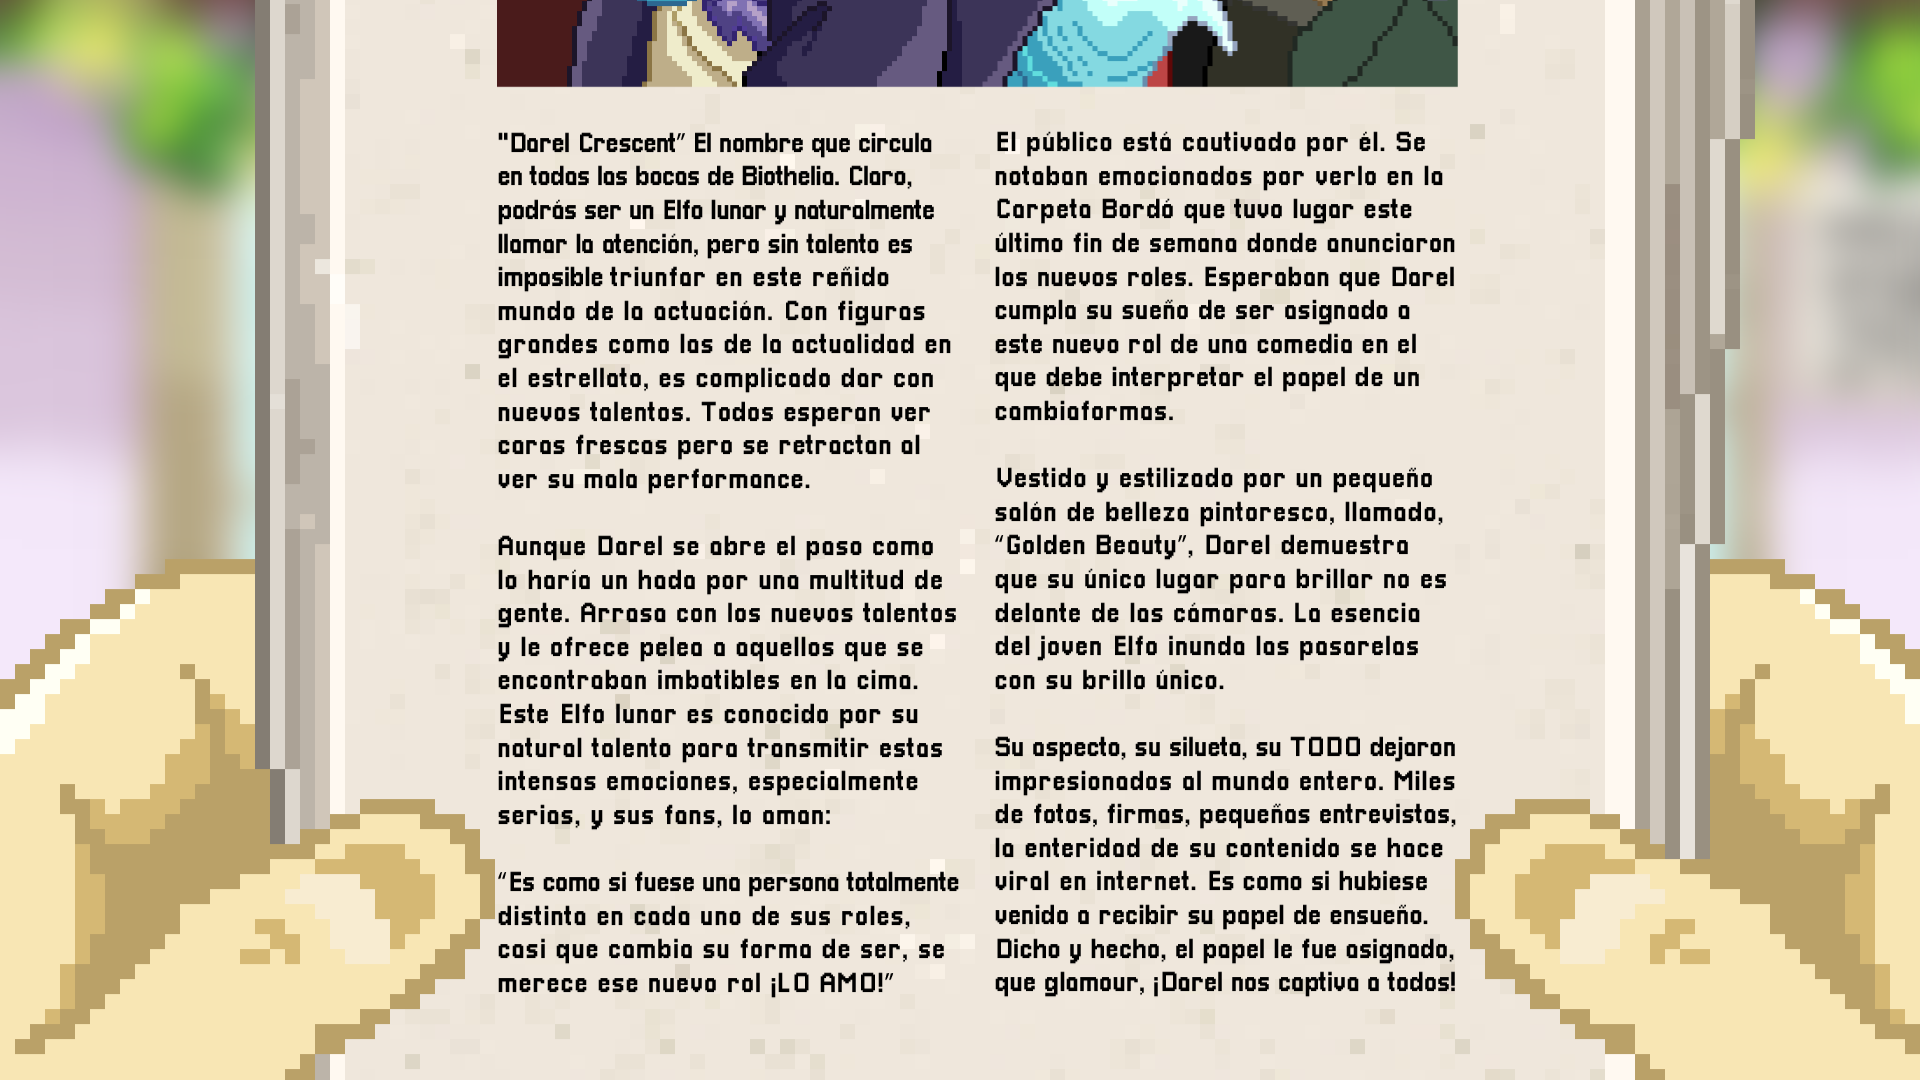 "Darel Crescent” El nombre que circula
en todas las bocas de Biothelia. Claro,
podrás ser un Elfo lunar y naturalmente
llamar la atención, pero sin talento es
imposible triunfar en este reñido
mundo de la actuación. Con figuras
grandes como las de la actualidad en
el estrellato, es complicado dar con
nuevos talentos. Todos esperan ver
caras frescas pero se retractan al
ver su mala performance.
Aunque Darel se abre el paso como
lo haría un hada por una multitud de
gente. Arrasa con los nuevos talentos
y le ofrece pelea a aquellos que se
encontraban imbatibles en la cima.
Este Elfo lunar es conocido por su
natural talento para transmitir estas
intensas emociones, especialmente
serias, y sus fans, lo aman:
“Es como si fuese una persona totalmente
distinta en cada uno de sus roles,
casi que cambia su forma de ser, se
merece ese nuevo rol ¡LO AMO!”
El público está cautivado por él. Se
notaban emocionados por verlo en la
Carpeta Bordó que tuvo lugar este
último fin de semana donde anunciaron
los nuevos roles. Esperaban que Darel
cumpla su sueño de ser asignado a
este nuevo rol de una comedia en el
que debe interpretar el papel de un
cambiaformas.
Vestido y estilizado por un pequeño
salón de belleza pintoresco, llamado,
“Golden Beauty”, Darel demuestra
que su único lugar para brillar no es
delante de las cámaras. La esencia
del joven Elfo inunda las pasarelas
con su brillo único.
Su aspecto, su silueta, su TODO dejaron
impresionados al mundo entero. Miles
de fotos, firmas, pequeñas entrevistas,
la enteridad de su contenido se hace
viral en internet. Es como si hubiese
venido a recibir su papel de ensueño.
Dicho y hecho, el papel le fue asignado,
que glamour, ¡Darel nos captiva a todos!